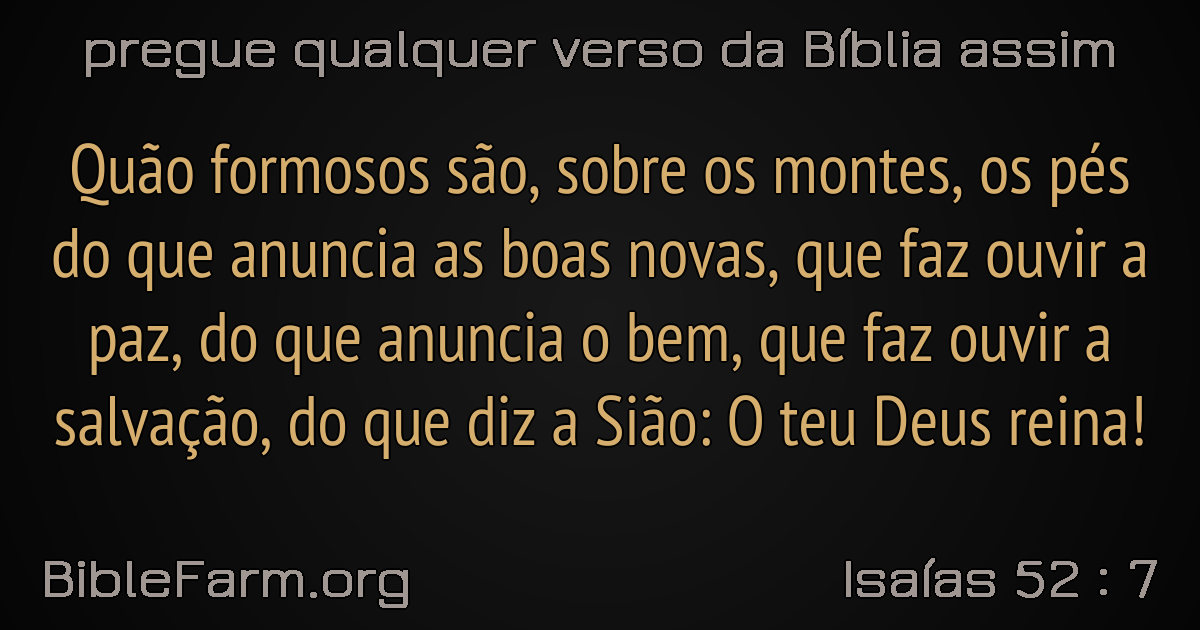 pregue qualquer verso da Bíblia assim
Quão formosos são, sobre os montes, os pés
do que anuncia as boas novas, que faz ouvir a
paz, do que anuncia o bem, que faz ouvir a
salvação, do que diz a Sião: O teu Deus reina!
BibleFarm.org
Isaías 52 : 7